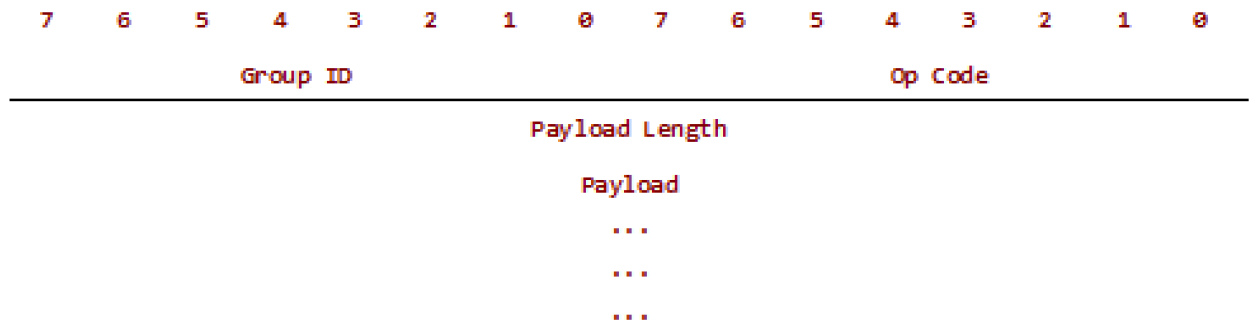 7 6 5 4 3 2 1 0 7 6 5 4 3 2 1 0
Group ID Op Code
Payload Length
Payload
...
...
...